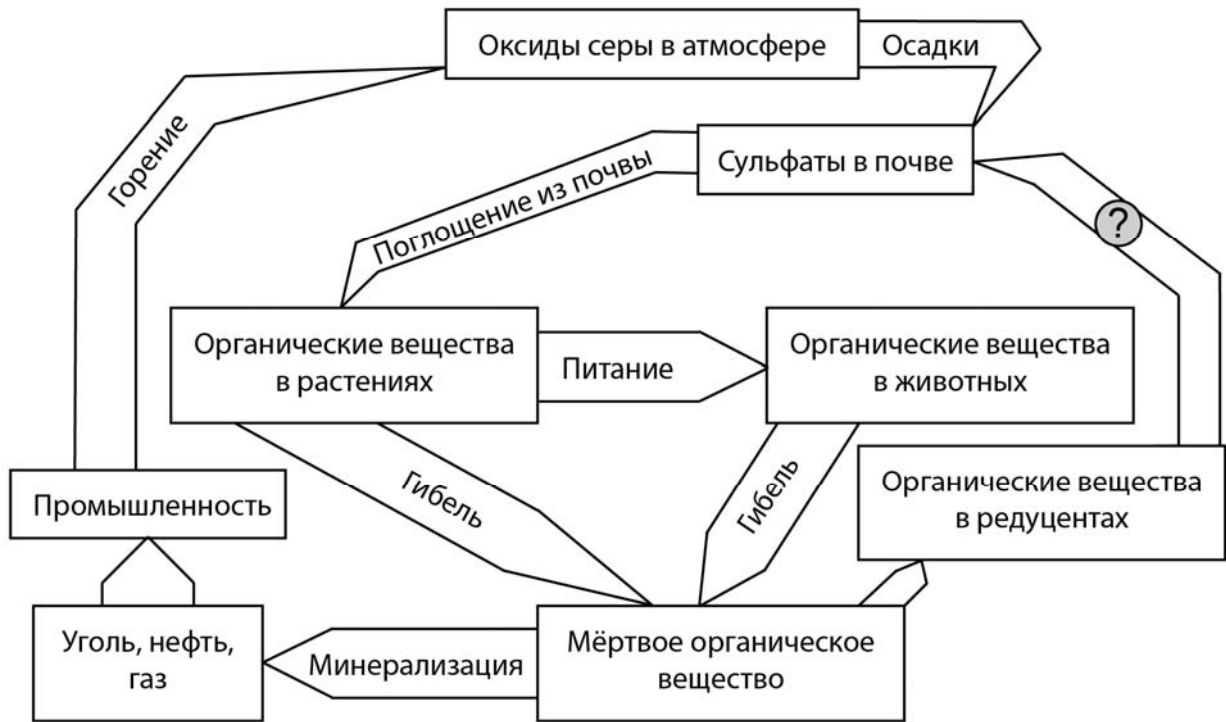 Оксиды серы в атмосфере
Осадки
Горение
Сульфаты в почве
Поглощение из почвы
?
Органические вещества
в растениях
Питание
Органические вещества
в животных
Гибель
Гибель
Органические вещества
в редуцентах
Промышленность
Уголь, нефть,
газ
Минерализация
Мёртвое органическое
вещество